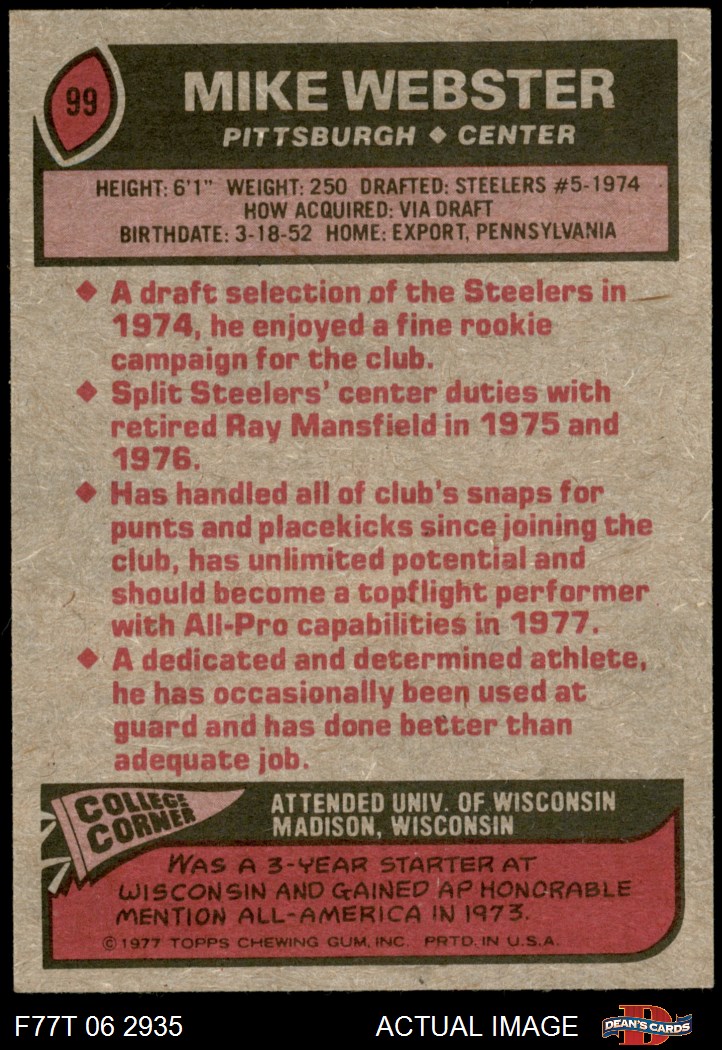 99
MIKE WEBSTER
PITTSBURGH ◆ CENTER
HEIGHT: 6'1" WEIGHT: 250 DRAFTED: STEELERS #5-1974
HOW ACQUIRED: VIA DRAFT
BIRTHDATE: 3-18-52 HOME: EXPORT, PENNSYLVANIA
◆ A draft selection of the Steelers in
1974, he enjoyed a fine rookie
campaign for the club.
◆ Split Steelers' center duties with
retired Ray Mansfield in 1975 and
1976.
◆ Has handled all of club's snaps for
punts and placekicks since joining the
club, has unlimited potential and
should become a topflight performer
with All-Pro capabilities in 1977.
◆ A dedicated and determined athlete,
he has occasionally been used at
guard and has done better than
adequate job.
COLLEGE
CORNER
ATTENDED UNIV. OF WISCONSIN
MADISON, WISCONSIN
WAS A 3-YEAR STARTER AT
WISCONSIN AND GAINED AP HONORABLE
MENTION ALL-AMERICA IN 1973.
©1977 TOPPS CHEWING GUM, INC. PRTD. IN U.S.A.
F77T 06 2935 ACTUAL IMAGE
D
DEAN'S CARDS